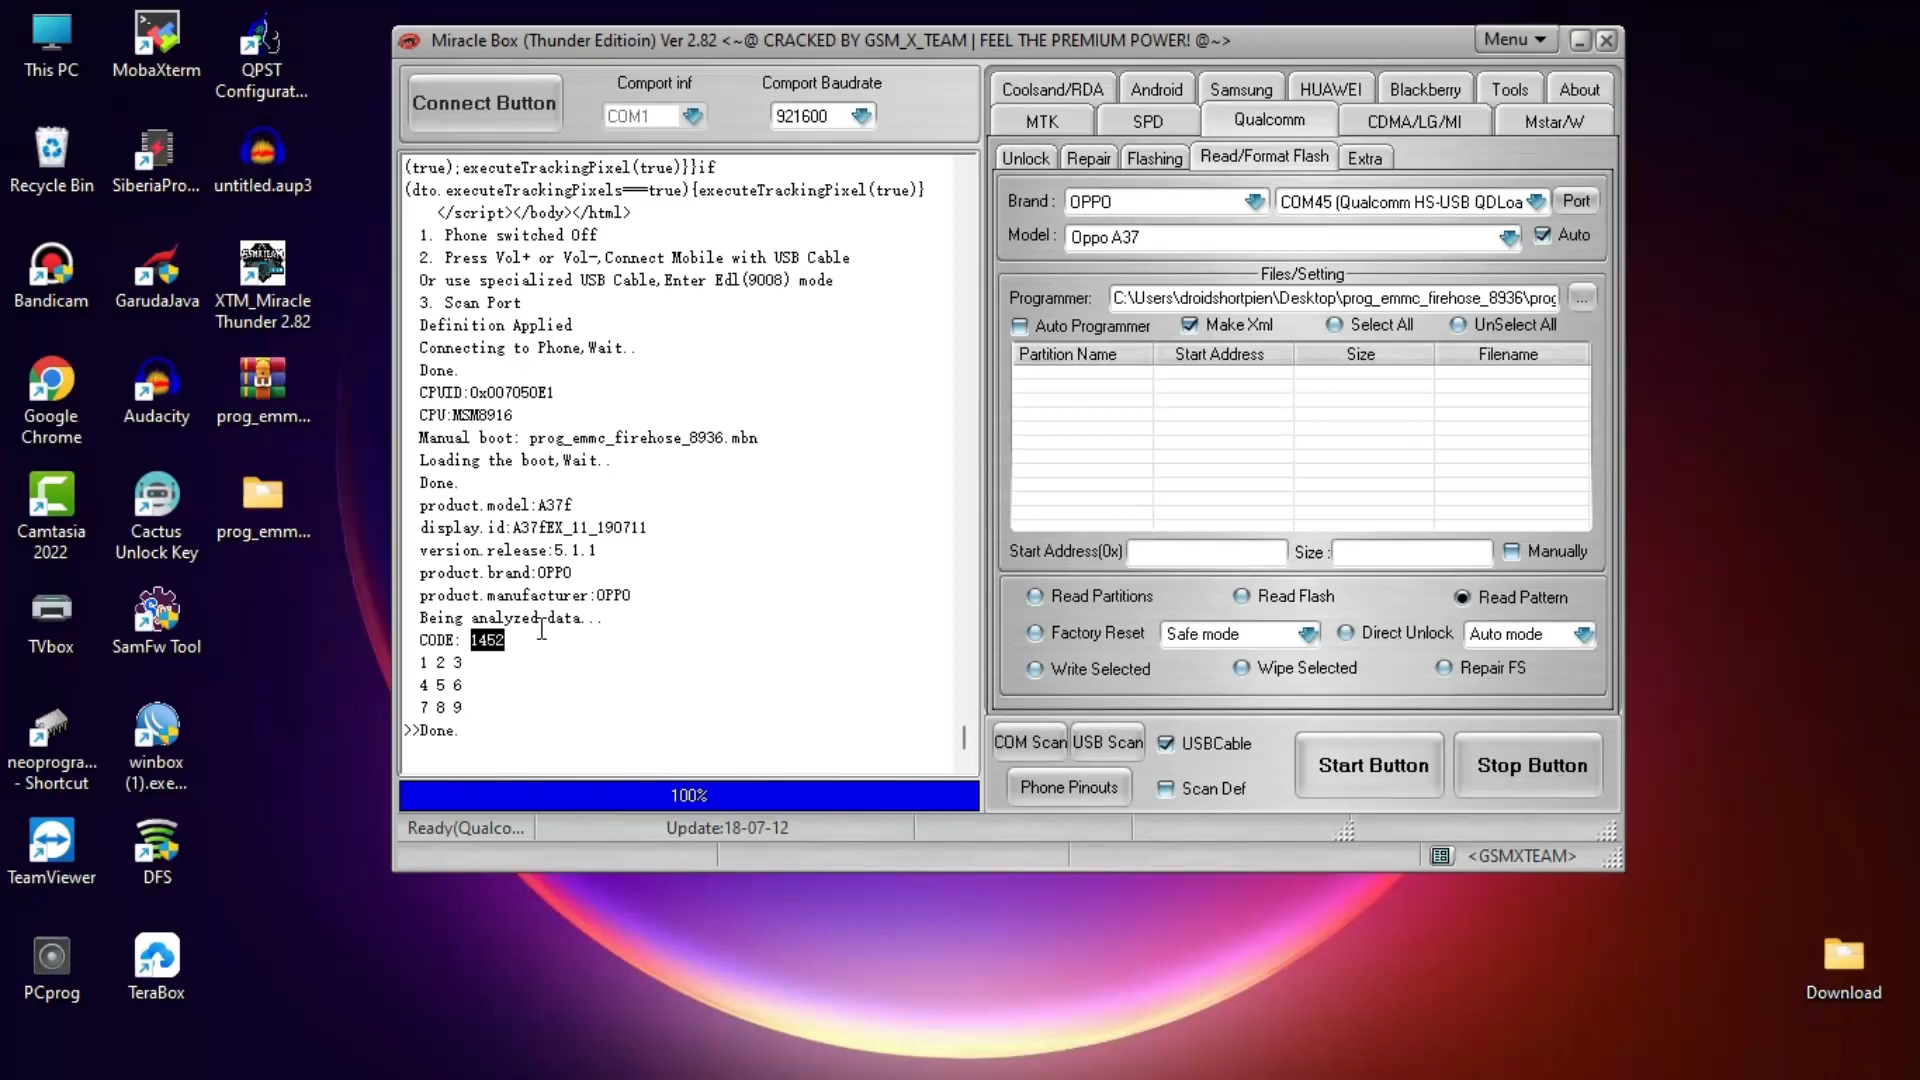 This PC
MobaXterm
QPST
Configurat...
Recycle Bin
SiberiaPro...
untitled.aup3
Bandicam
GarudaJava
XTM_Miracle
Thunder 2.82
Google
Chrome
Audacity
prog_emm...
Camtasia
2022
Cactus
Unlock Key
prog_emm...
TVbox
SamFw Tool
neoprogra...
- Shortcut
winbox
(1).exe...
TeamViewer
DFS
PCprog
TeraBox
Miracle Box (Thunder Editioin) Ver 2.82 <~@ CRACKED BY GSM_X_TEAM | FEEL THE PREMIUM POWER! @~>
Menu
Connect Button
Comport inf
COM1
Comport Baudrate
921600
(true);executeTrackingPixel(true)}}if
(dto.executeTrackingPixels===true){executeTrackingPixel(true)}
</script></body></html>
1. Phone switched Off
2. Press Vol+ or Vol-,Connect Mobile with USB Cable
Or use specialized USB Cable,Enter Edl(9008) mode
3. Scan Port
Definition Applied
Connecting to Phone,Wait..
Done.
CPUID:0x007050E1
CPU:MSM8916
Manual boot: prog_emmc_firehose_8936.mbn
Loading the boot,Wait..
Done.
product.model:A37f
display.id:A37fEX_11_190711
version.release:5.1.1
product.brand:OPPO
product.manufacturer:OPPO
Being analyzed data...
CODE: 1452
1 2 3
4 5 6
7 8 9
>>Done.
100%
Ready(Qualco...
Update:18-07-12
Coolsand/RDA
Android
Samsung
HUAWEI
Blackberry
Tools
About
MTK
SPD
Qualcomm
CDMA/LG/MI
Mstar/W
Unlock
Repair
Flashing
Read/Format Flash
Extra
Brand :
OPPO
COM45 (Qualcomm HS-USB QDLoa
Port
Model :
Oppo A37
Auto
Files/Setting
Programmer:
C:\Users\droidshortpien\Desktop\prog_emmc_firehose_8936\prog
...
Auto Programmer
Make Xml
Select All
UnSelect All
Partition Name
Start Address
Size
Filename
Start Address(0x)
Size :
Manually
Read Partitions
Read Flash
Read Pattern
Factory Reset
Safe mode
Direct Unlock
Auto mode
Write Selected
Wipe Selected
Repair FS
COM Scan
USB Scan
USBCable
Start Button
Stop Button
Phone Pinouts
Scan Def
<GSMXTEAM>
Download